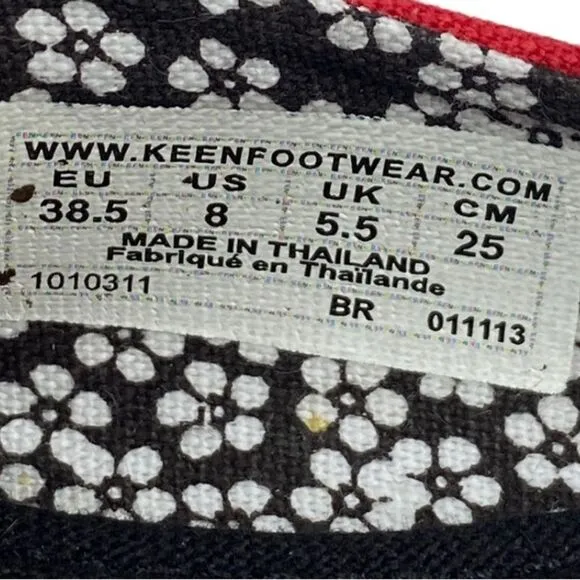 WWW.KEENFOOTWEAR.COM
EU US UK CM
38.5 8 5.5 25
MADE IN THAILAND
Fabriqué en Thaïlande
1010311 BR 011113